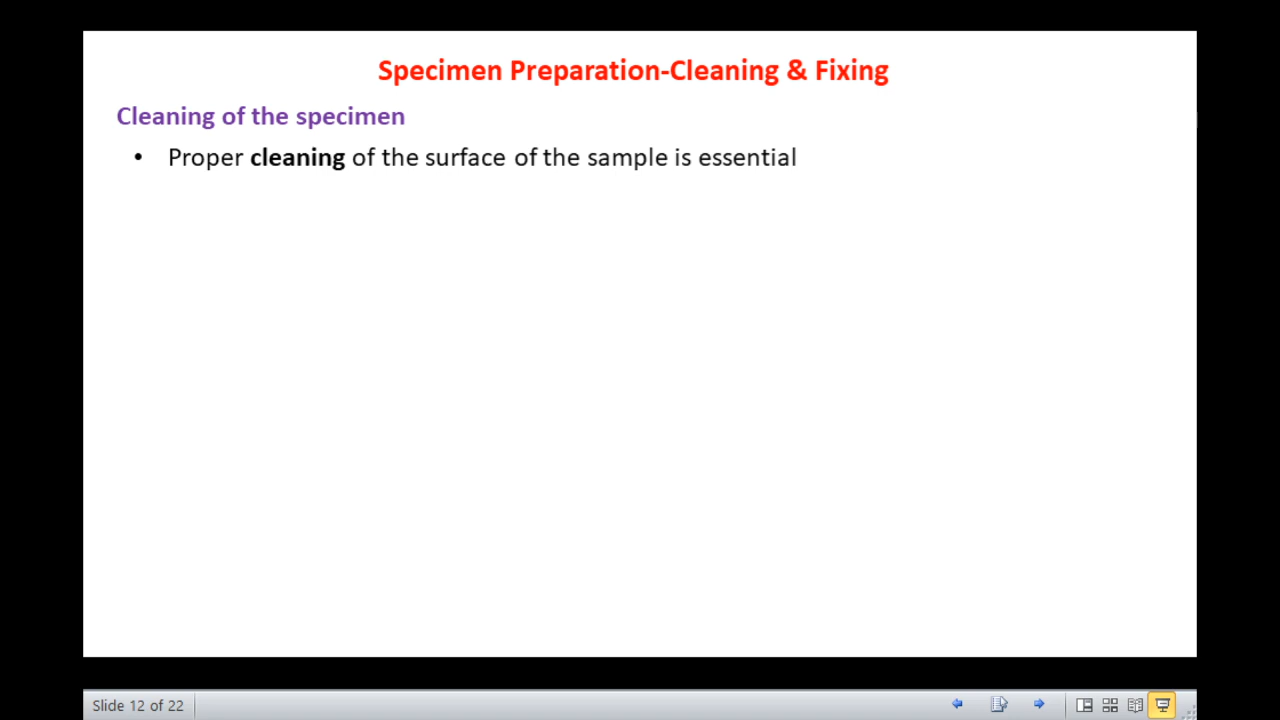 Specimen Preparation-Cleaning & Fixing
Cleaning of the specimen
• Proper cleaning of the surface of the sample is essential
Slide 12 of 22